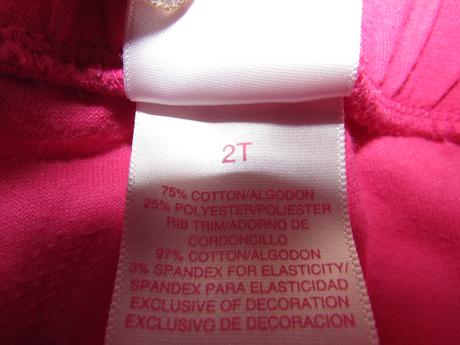 2T
75% COTTON/ALGODON
25% POLYESTER/POLIESTER
RIB TRIM/ADORNO DE
CORDONCILLO
97% COTTON/ALGODON
3% SPANDEX FOR ELASTICITY/
SPANDEX PARA ELASTICIDAD
EXCLUSIVE OF DECORATION
EXCLUSIVO DE DECORACION